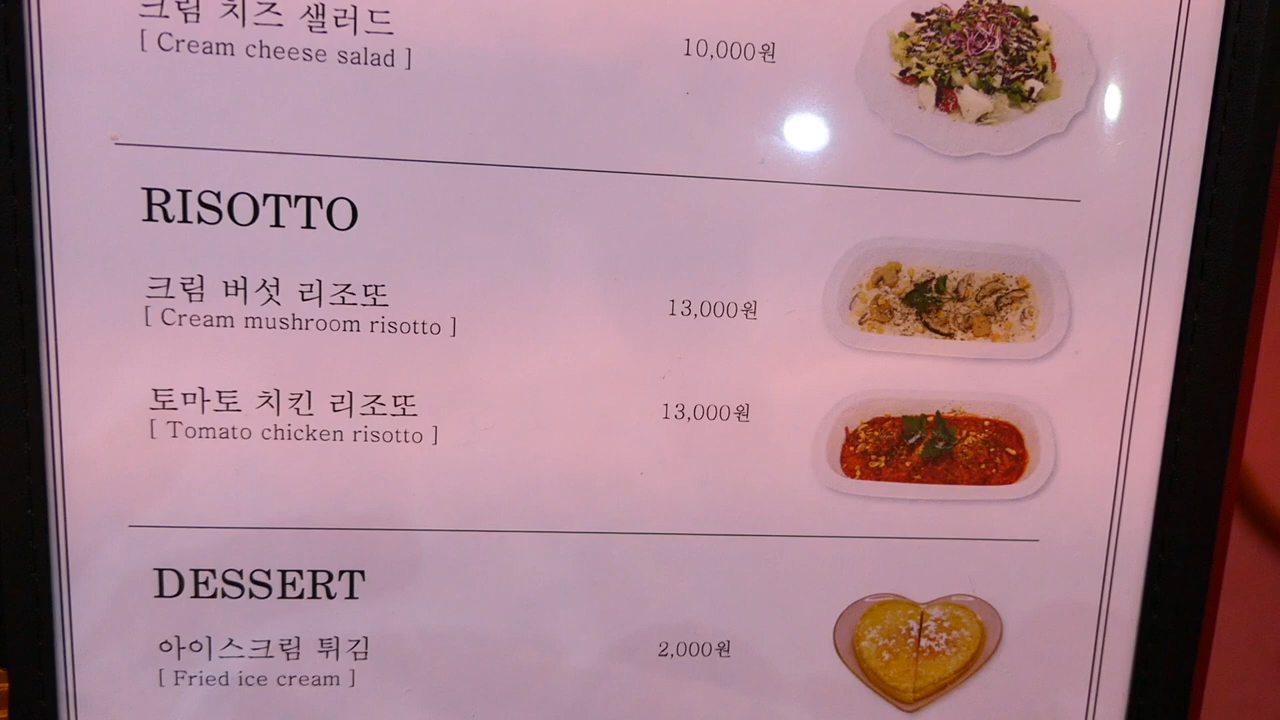 크림 치즈 샐러드
[ Cream cheese salad ]
10,000원
RISOTTO
크림 버섯 리조또
[ Cream mushroom risotto ]
13,000원
토마토 치킨 리조또
[ Tomato chicken risotto ]
13,000원
DESSERT
아이스크림 튀김
[ Fried ice cream ]
2,000원